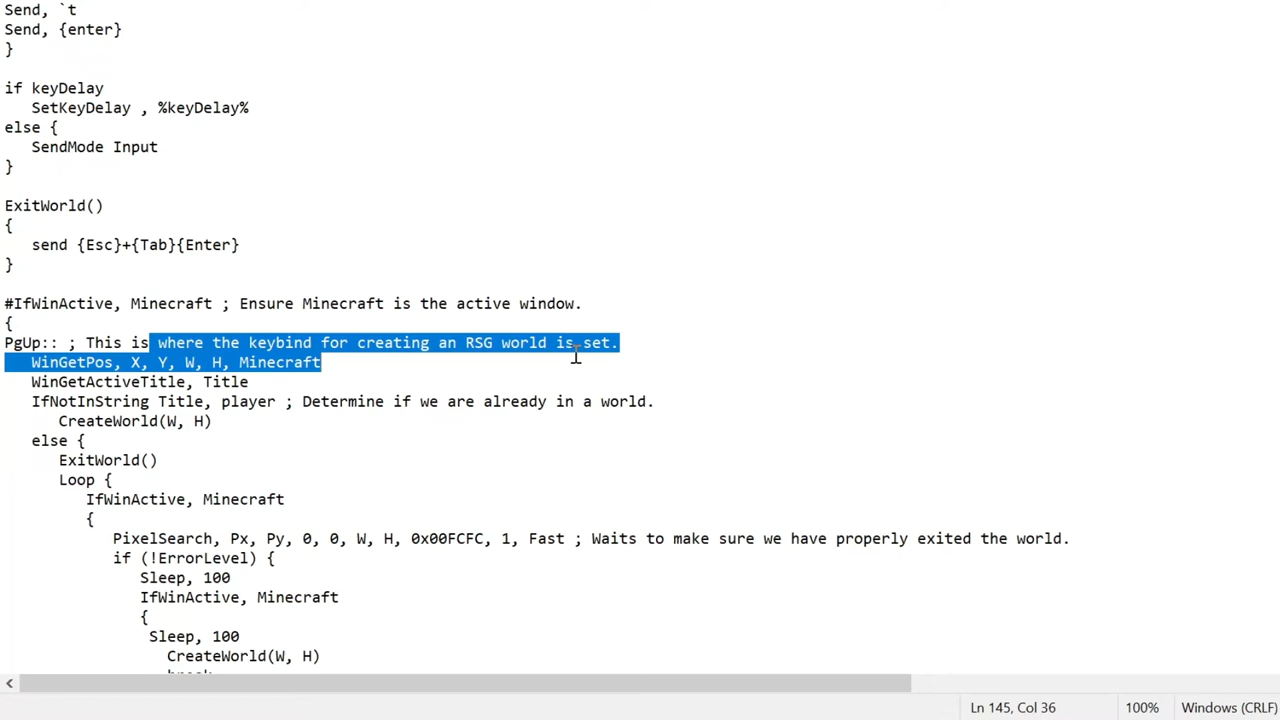 Send, `t
Send, {enter}
}
if keyDelay
SetKeyDelay , %keyDelay%
else {
SendMode Input
}
ExitWorld()
{
send {Esc}+{Tab}{Enter}
}
#IfWinActive, Minecraft ; Ensure Minecraft is the active window.
{
PgUp:: ; This is where the keybind for creating an RSG world is set.
WinGetPos, X, Y, W, H, Minecraft
WinGetActiveTitle, Title
IfNotInString Title, player ; Determine if we are already in a world.
CreateWorld(W, H)
else {
ExitWorld()
Loop {
IfWinActive, Minecraft
{
PixelSearch, Px, Py, 0, 0, W, H, 0x00FCFC, 1, Fast ; Waits to make sure we have properly exited the world.
if (!ErrorLevel) {
Sleep, 100
IfWinActive, Minecraft
{
Sleep, 100
CreateWorld(W, H)
break
Ln 145, Col 36 100% Windows (CRLF)